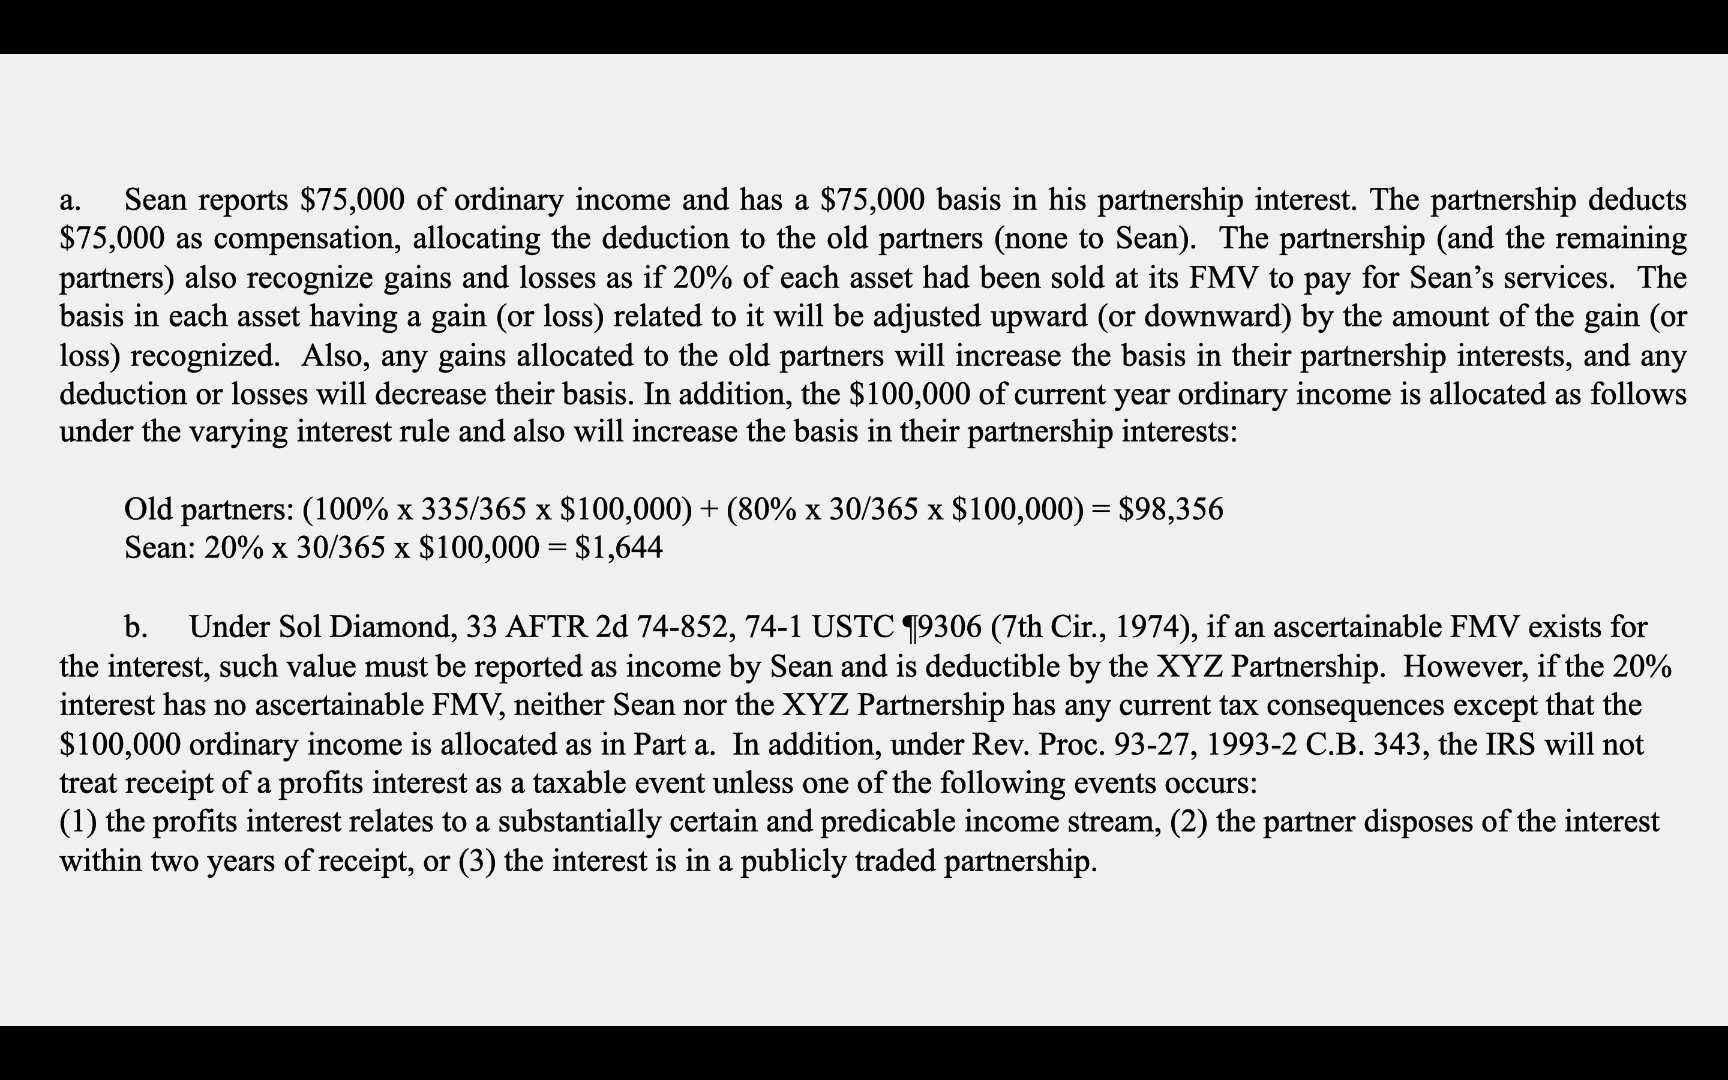 a. Sean reports $75,000 of ordinary income and has a $75,000 basis in his partnership interest. The partnership deducts
$75,000 as compensation, allocating the deduction to the old partners (none to Sean). The partnership (and the remaining
partners) also recognize gains and losses as if 20% of each asset had been sold at its FMV to pay for Sean’s services. The
basis in each asset having a gain (or loss) related to it will be adjusted upward (or downward) by the amount of the gain (or
loss) recognized. Also, any gains allocated to the old partners will increase the basis in their partnership interests, and any
deduction or losses will decrease their basis. In addition, the $100,000 of current year ordinary income is allocated as follows
under the varying interest rule and also will increase the basis in their partnership interests:
Old partners: (100% x 335/365 x $100,000) + (80% x 30/365 x $100,000) = $98,356
Sean: 20% x 30/365 x $100,000 = $1,644
b. Under Sol Diamond, 33 AFTR 2d 74-852, 74-1 USTC ¶9306 (7th Cir., 1974), if an ascertainable FMV exists for
the interest, such value must be reported as income by Sean and is deductible by the XYZ Partnership. However, if the 20%
interest has no ascertainable FMV, neither Sean nor the XYZ Partnership has any current tax consequences except that the
$100,000 ordinary income is allocated as in Part a. In addition, under Rev. Proc. 93-27, 1993-2 C.B. 343, the IRS will not
treat receipt of a profits interest as a taxable event unless one of the following events occurs:
(1) the profits interest relates to a substantially certain and predicable income stream, (2) the partner disposes of the interest
within two years of receipt, or (3) the interest is in a publicly traded partnership.